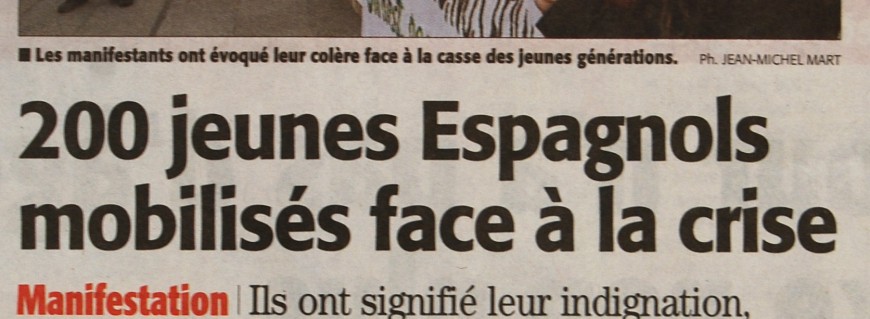 ■ Les manifestants ont évoqué leur colère face à la casse des jeunes générations. Ph. JEAN-MICHEL MART
200 jeunes Espagnols
mobilisés face à la crise
Manifestation | Ils ont signifié leur indignation,